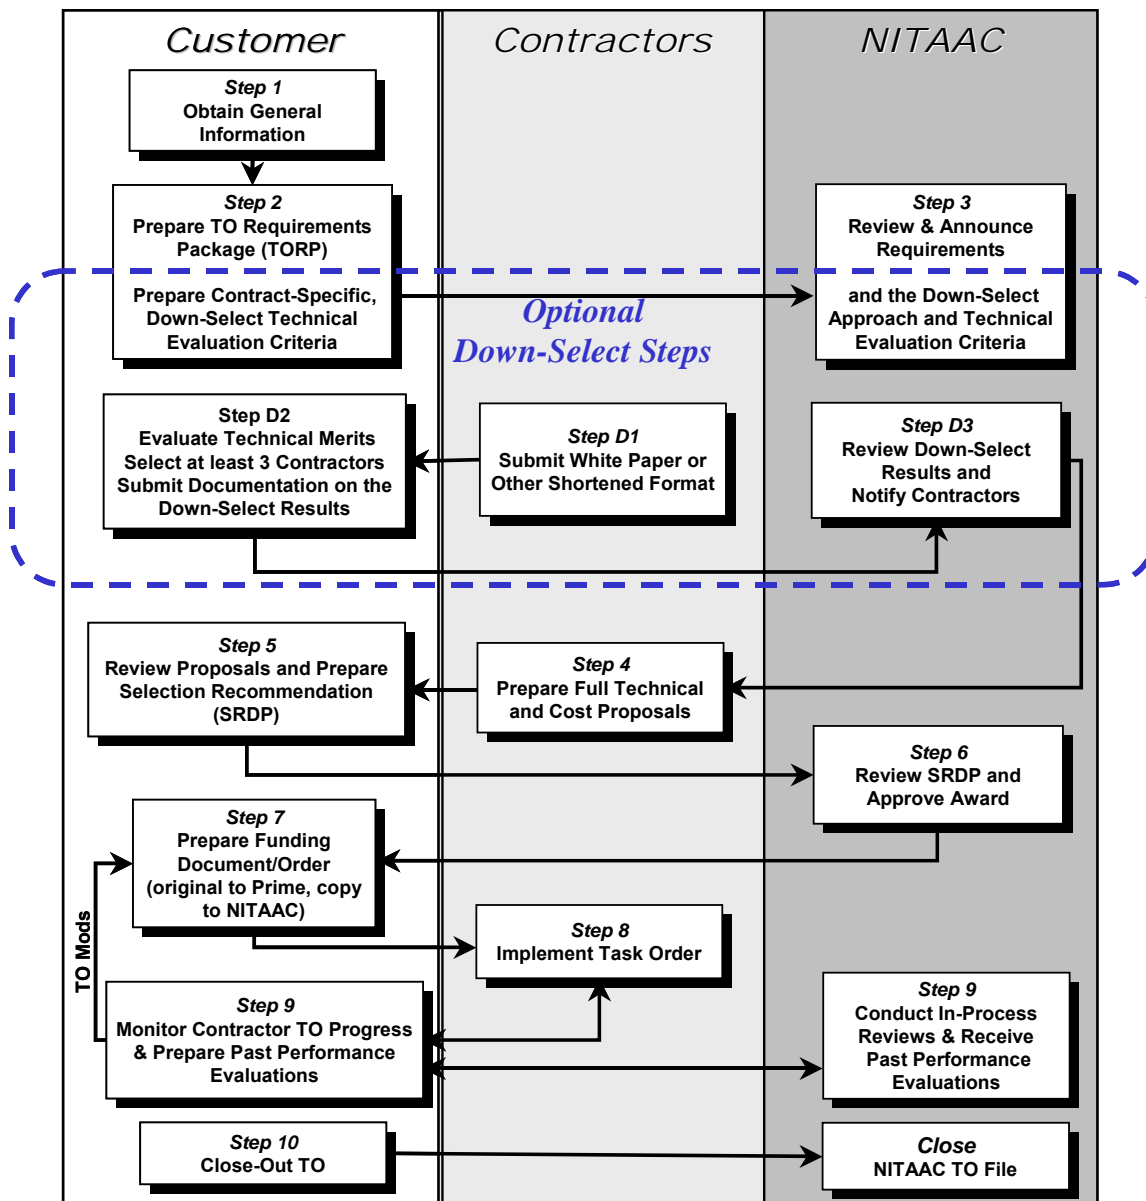 Customer
Contractors
NITAAC
Step 1
Obtain General
Information
Step 2
Prepare TO Requirements
Package (TORP)
Prepare Contract-Specific,
Down-Select Technical
Evaluation Criteria
Step 3
Review & Announce
Requirements
and the Down-Select
Approach and Technical
Evaluation Criteria
Optional
Down-Select Steps
Step D2
Evaluate Technical Merits
Select at least 3 Contractors
Submit Documentation on the
Down-Select Results
Step D1
Submit White Paper or
Other Shortened Format
Step D3
Review Down-Select
Results and
Notify Contractors
Step 5
Review Proposals and Prepare
Selection Recommendation
(SRDP)
Step 4
Prepare Full Technical
and Cost Proposals
Step 6
Review SRDP and
Approve Award
Step 7
Prepare Funding
Document/Order
(original to Prime, copy
to NITAAC)
TO Mods
Step 8
Implement Task Order
Step 9
Monitor Contractor TO Progress
& Prepare Past Performance
Evaluations
Step 9
Conduct In-Process
Reviews & Receive
Past Performance
Evaluations
Step 10
Close-Out TO
Close
NITAAC TO File